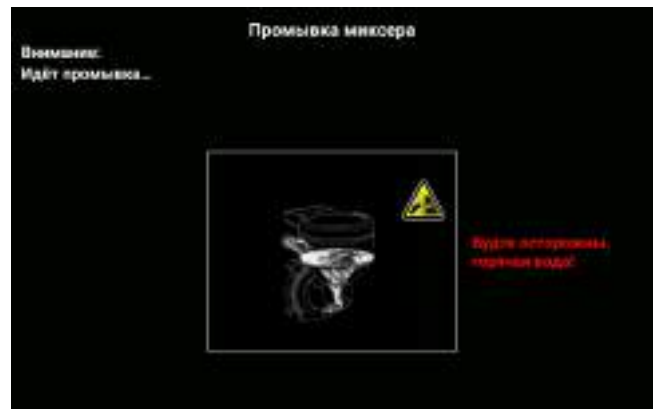 Промывка миксера
Внимание:
Идёт промывка...
Будьте осторожны,
горячая вода!